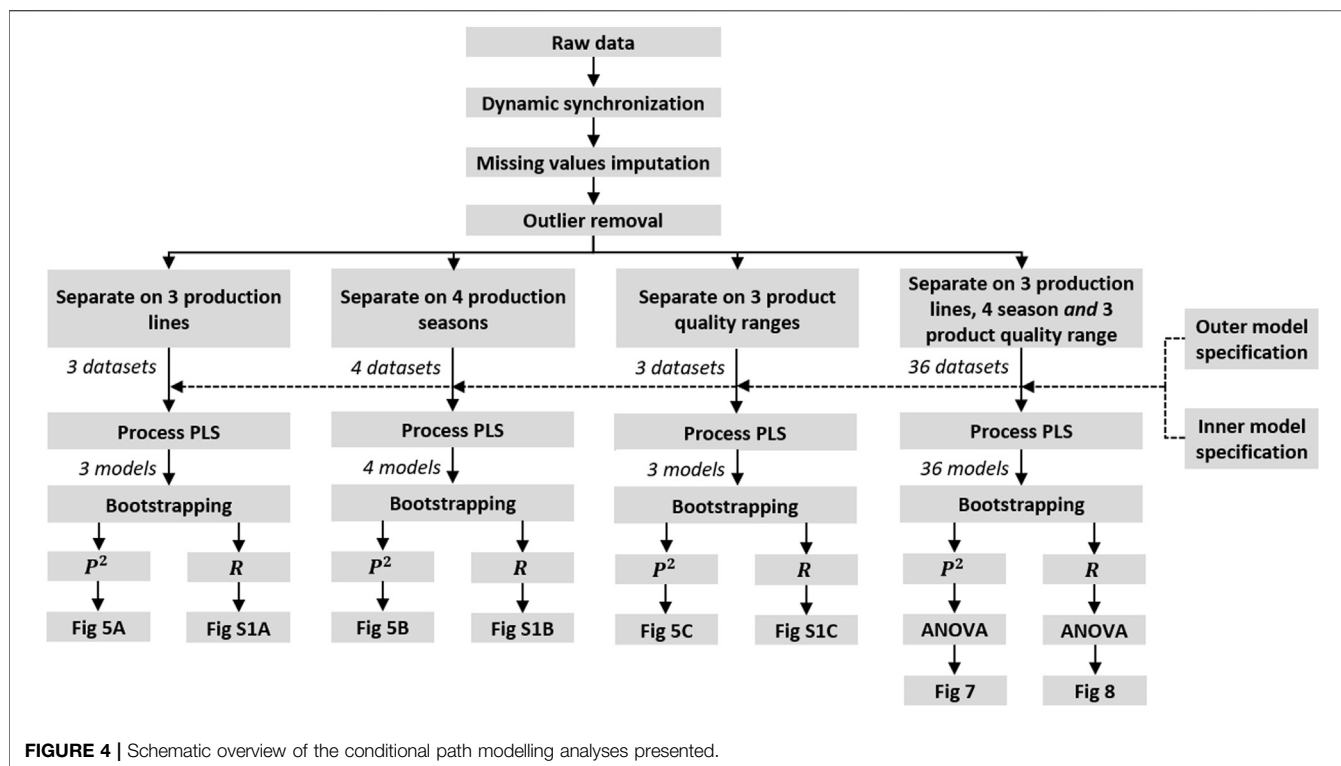 Raw data
Dynamic synchronization
Missing values imputation
Outlier removal
Separate on 3 production
lines
Separate on 4 production
seasons
Separate on 3 product
quality ranges
Separate on 3 production
lines, 4 season and 3
product quality range
Outer model
specification
Inner model
specification
3 datasets
4 datasets
3 datasets
36 datasets
Process PLS
Process PLS
Process PLS
Process PLS
3 models
4 models
3 models
36 models
Bootstrapping
Bootstrapping
Bootstrapping
Bootstrapping
P²
R
P²
R
P²
R
P²
R
Fig 5A
Fig S1A
Fig 5B
Fig S1B
Fig 5C
Fig S1C
ANOVA
ANOVA
Fig 7
Fig 8
FIGURE 4 | Schematic overview of the conditional path modelling analyses presented.